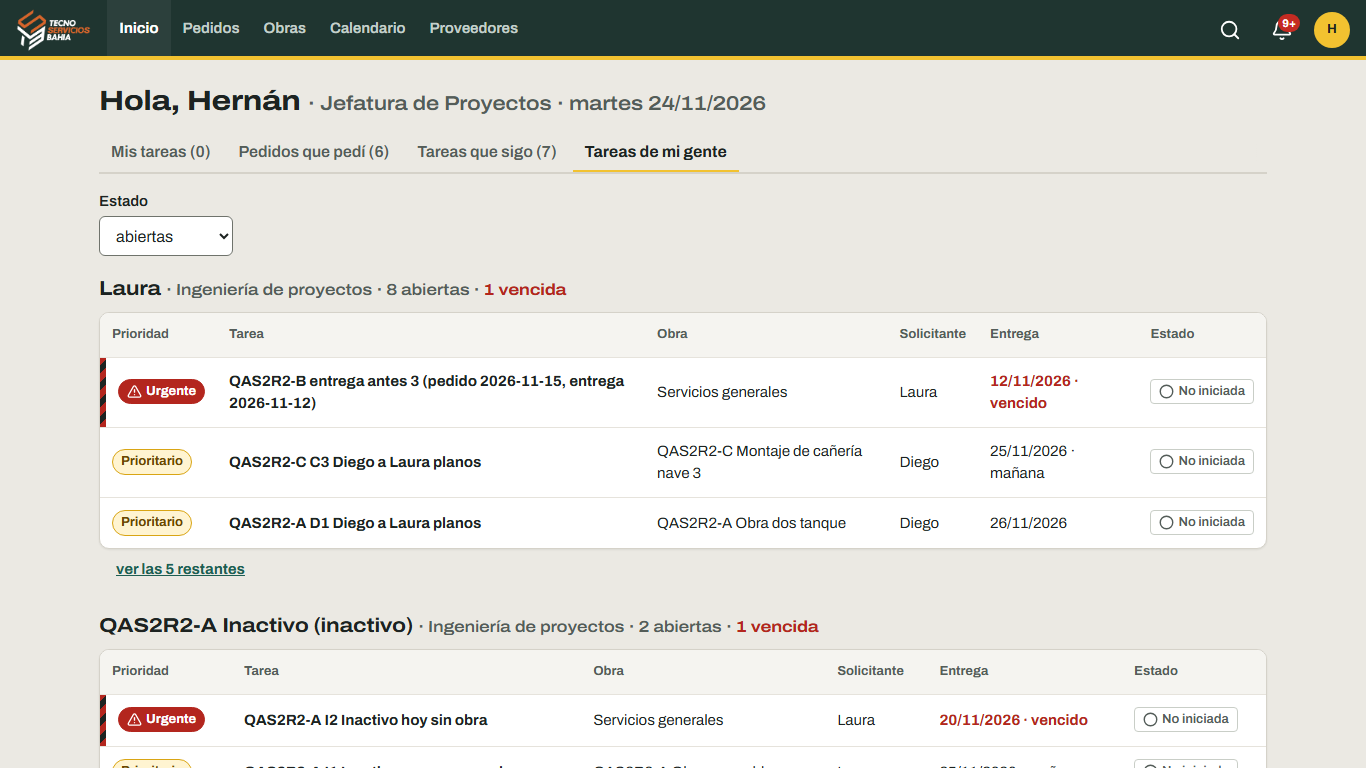 TECNO SERVICIOS BAHIA
Inicio Pedidos Obras Calendario Proveedores 9+ H
Hola, Hernán · Jefatura de Proyectos · martes 24/11/2026
Mis tareas (0) Pedidos que pedí (6) Tareas que sigo (7) Tareas de mi gente
Estado
abiertas
Laura · Ingeniería de proyectos · 8 abiertas · 1 vencida
Prioridad Tarea Obra Solicitante Entrega Estado
Urgente QAS2R2-B entrega antes 3 (pedido 2026-11-15, entrega 2026-11-12) Servicios generales Laura 12/11/2026 · vencido No iniciada
Prioritario QAS2R2-C C3 Diego a Laura planos QAS2R2-C Montaje de cañería nave 3 Diego 25/11/2026 · mañana No iniciada
Prioritario QAS2R2-A D1 Diego a Laura planos QAS2R2-A Obra dos tanque Diego 26/11/2026 No iniciada
ver las 5 restantes
QAS2R2-A Inactivo (inactivo) · Ingeniería de proyectos · 2 abiertas · 1 vencida
Prioridad Tarea Obra Solicitante Entrega Estado
Urgente QAS2R2-A I2 Inactivo hoy sin obra Servicios generales Laura 20/11/2026 · vencido No iniciada